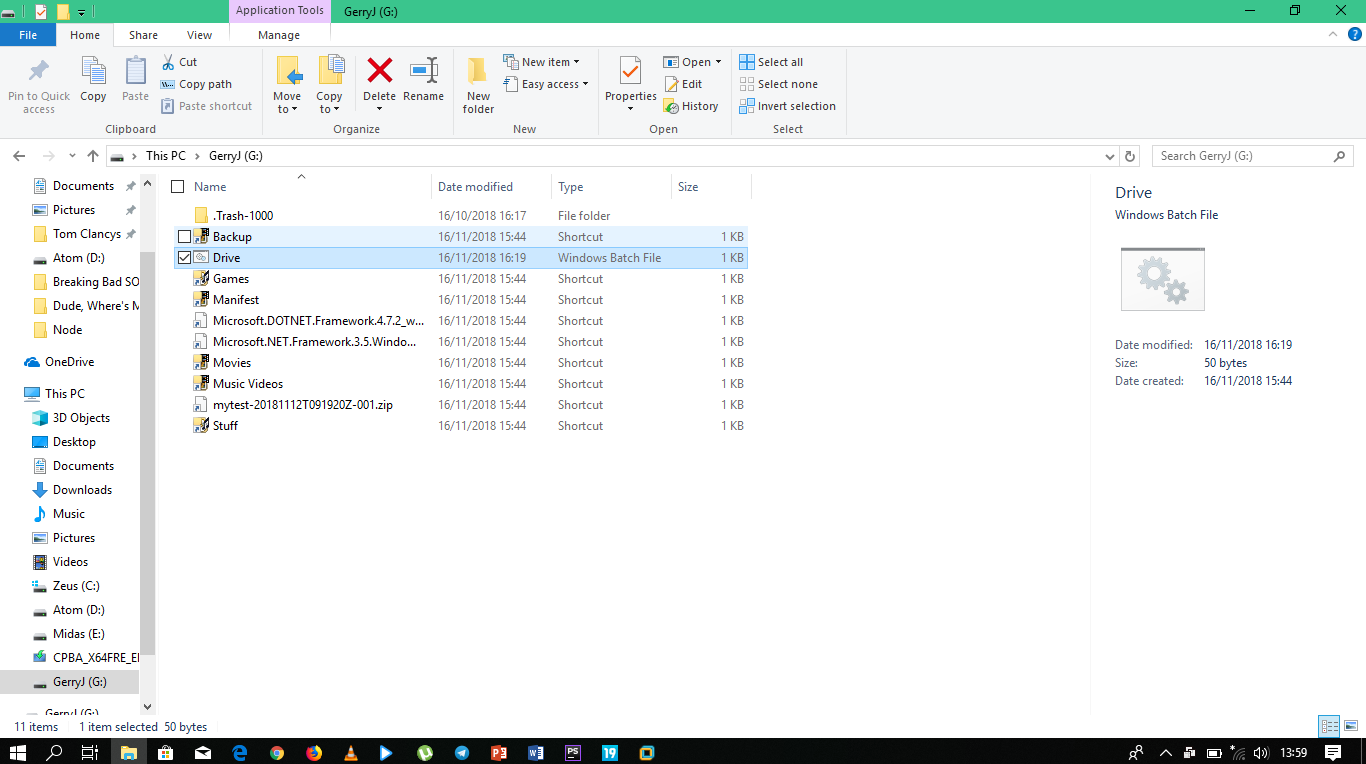 Application Tools GerryJ (G:)
File Home Share View Manage
Pin to Quick access
Copy
Paste
Cut
Copy path
Paste shortcut
Clipboard
Move to
Copy to
Delete
Rename
Organize
New folder
New item
Easy access
New
Properties
Open
Edit
History
Open
Select all
Select none
Invert selection
Select
This PC GerryJ (G:)
Search GerryJ (G:)
Documents
Pictures
Tom Clancys
Atom (D:)
Breaking Bad SO
Dude, Where's M
Node
OneDrive
This PC
3D Objects
Desktop
Documents
Downloads
Music
Pictures
Videos
Zeus (C:)
Atom (D:)
Midas (E:)
CPBA_X64FRE_EI
GerryJ (G:)
GerryJ (G:)
Name Date modified Type Size
.Trash-1000 16/10/2018 16:17 File folder
Backup 16/11/2018 15:44 Shortcut 1 KB
Drive 16/11/2018 16:19 Windows Batch File 1 KB
Games 16/11/2018 15:44 Shortcut 1 KB
Manifest 16/11/2018 15:44 Shortcut 1 KB
Microsoft.DOTNET.Framework.4.7.2_w... 16/11/2018 15:44 Shortcut 1 KB
Microsoft.NET.Framework.3.5.Windo... 16/11/2018 15:44 Shortcut 1 KB
Movies 16/11/2018 15:44 Shortcut 1 KB
Music Videos 16/11/2018 15:44 Shortcut 1 KB
mytest-20181112T091920Z-001.zip 16/11/2018 15:44 Shortcut 1 KB
Stuff 16/11/2018 15:44 Shortcut 1 KB
Drive
Windows Batch File
Date modified: 16/11/2018 16:19
Size: 50 bytes
Date created: 16/11/2018 15:44
11 items 1 item selected 50 bytes
PS
19
13:59